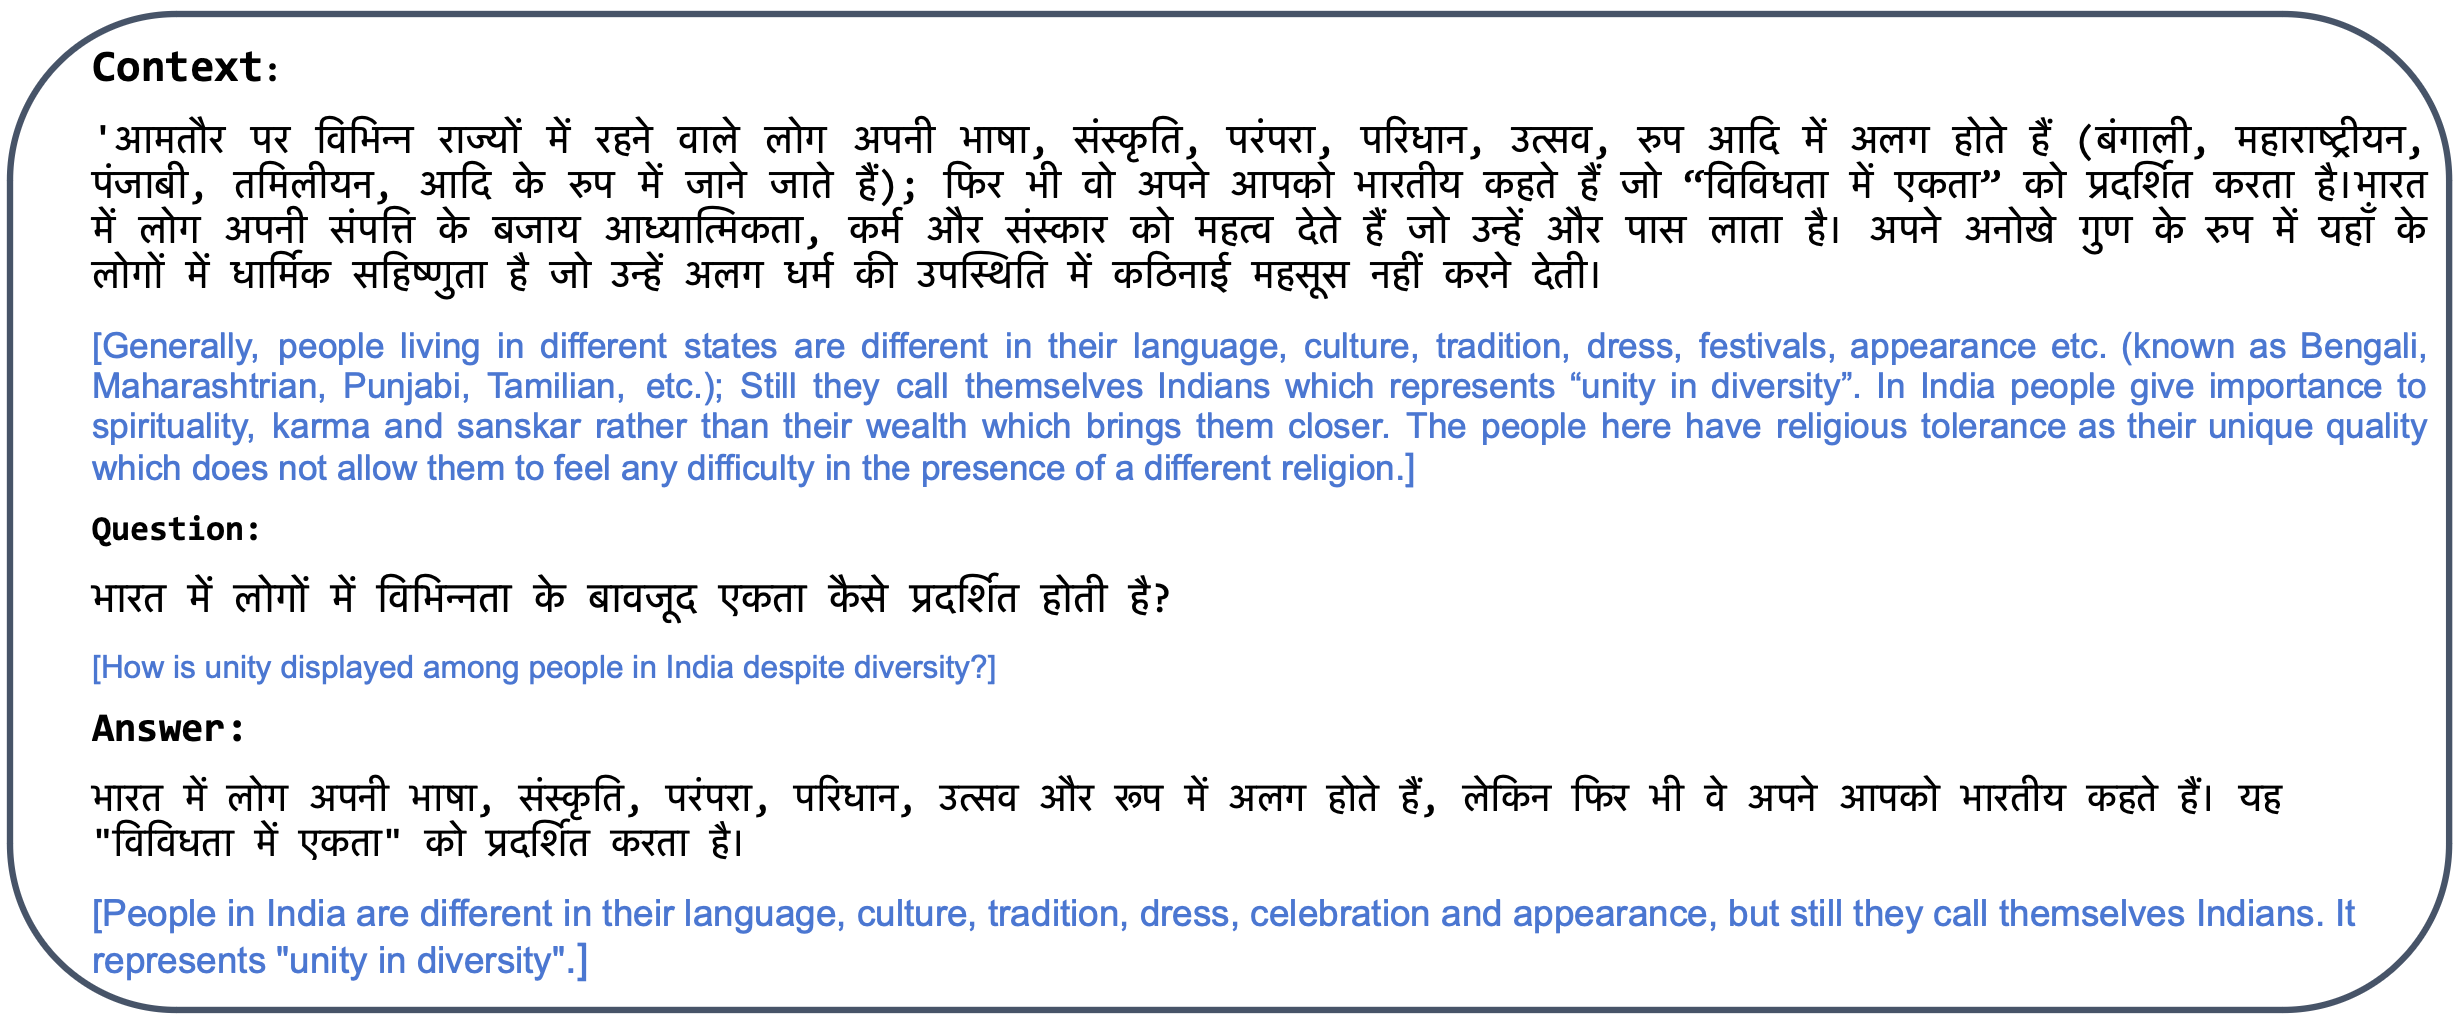 Context:
'आमतौर पर विभिन्न राज्यों में रहने वाले लोग अपनी भाषा, संस्कृति, परंपरा, परिधान, उत्सव, रुप आदि में अलग होते हैं (बंगाली, महाराष्ट्रीयन,
पंजाबी, तमिलीयन, आदि के रुप में जाने जाते हैं); फिर भी वो अपने आपको भारतीय कहते हैं जो “विविधता में एकता” को प्रदर्शित करता है।भारत
में लोग अपनी संपत्ति के बजाय आध्यात्मिकता, कर्म और संस्कार को महत्व देते हैं जो उन्हें और पास लाता है। अपने अनोखे गुण के रुप में यहाँ के
लोगों में धार्मिक सहिष्णुता है जो उन्हें अलग धर्म की उपस्थिति में कठिनाई महसूस नहीं करने देती।
[Generally, people living in different states are different in their language, culture, tradition, dress, festivals, appearance etc. (known as Bengali,
Maharashtrian, Punjabi, Tamilian, etc.); Still they call themselves Indians which represents “unity in diversity”. In India people give importance to
spirituality, karma and sanskar rather than their wealth which brings them closer. The people here have religious tolerance as their unique quality
which does not allow them to feel any difficulty in the presence of a different religion.]
Question:
भारत में लोगों में विभिन्नता के बावजूद एकता कैसे प्रदर्शित होती है?
[How is unity displayed among people in India despite diversity?]
Answer:
भारत में लोग अपनी भाषा, संस्कृति, परंपरा, परिधान, उत्सव और रूप में अलग होते हैं, लेकिन फिर भी वे अपने आपको भारतीय कहते हैं। यह
"विविधता में एकता" को प्रदर्शित करता है।
[People in India are different in their language, culture, tradition, dress, celebration and appearance, but still they call themselves Indians. It
represents "unity in diversity".]